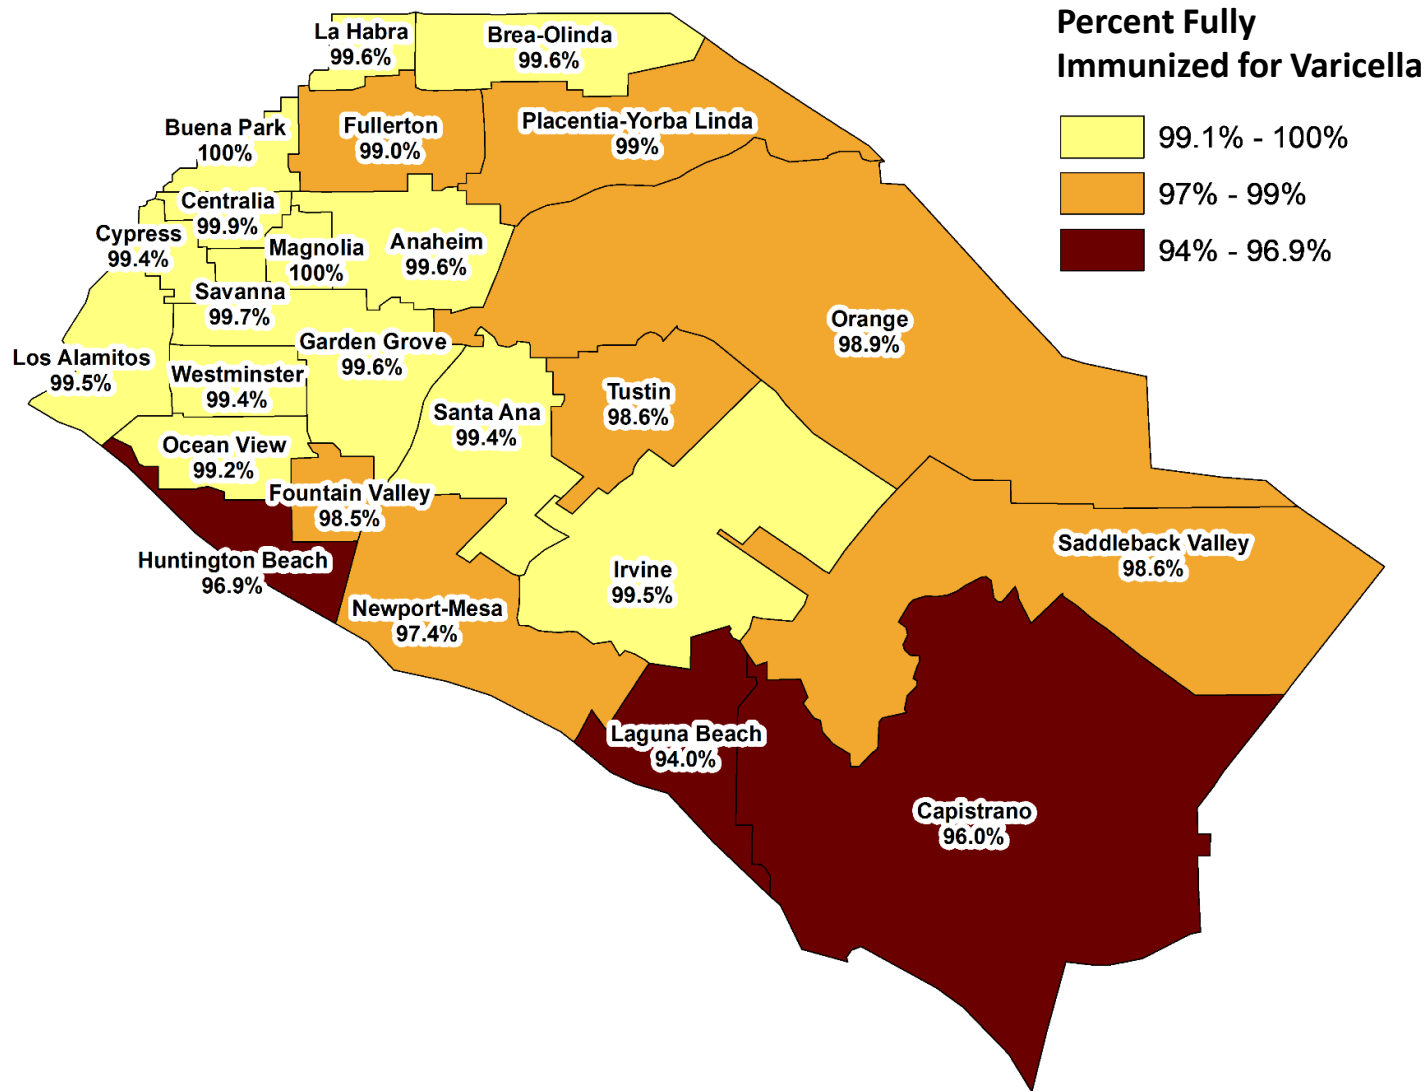 Percent Fully
Immunized for Varicella
99.1% - 100%
97% - 99%
94% - 96.9%
La Habra
99.6%
Brea-Olinda
99.6%
Buena Park
100%
Fullerton
99.0%
Placentia-Yorba Linda
99%
Centralia
99.9%
Cypress
99.4%
Magnolia
100%
Anaheim
99.6%
Savanna
99.7%
Garden Grove
99.6%
Orange
98.9%
Los Alamitos
99.5%
Westminster
99.4%
Santa Ana
99.4%
Tustin
98.6%
Ocean View
99.2%
Fountain Valley
98.5%
Huntington Beach
96.9%
Newport-Mesa
97.4%
Irvine
99.5%
Saddleback Valley
98.6%
Laguna Beach
94.0%
Capistrano
96.0%